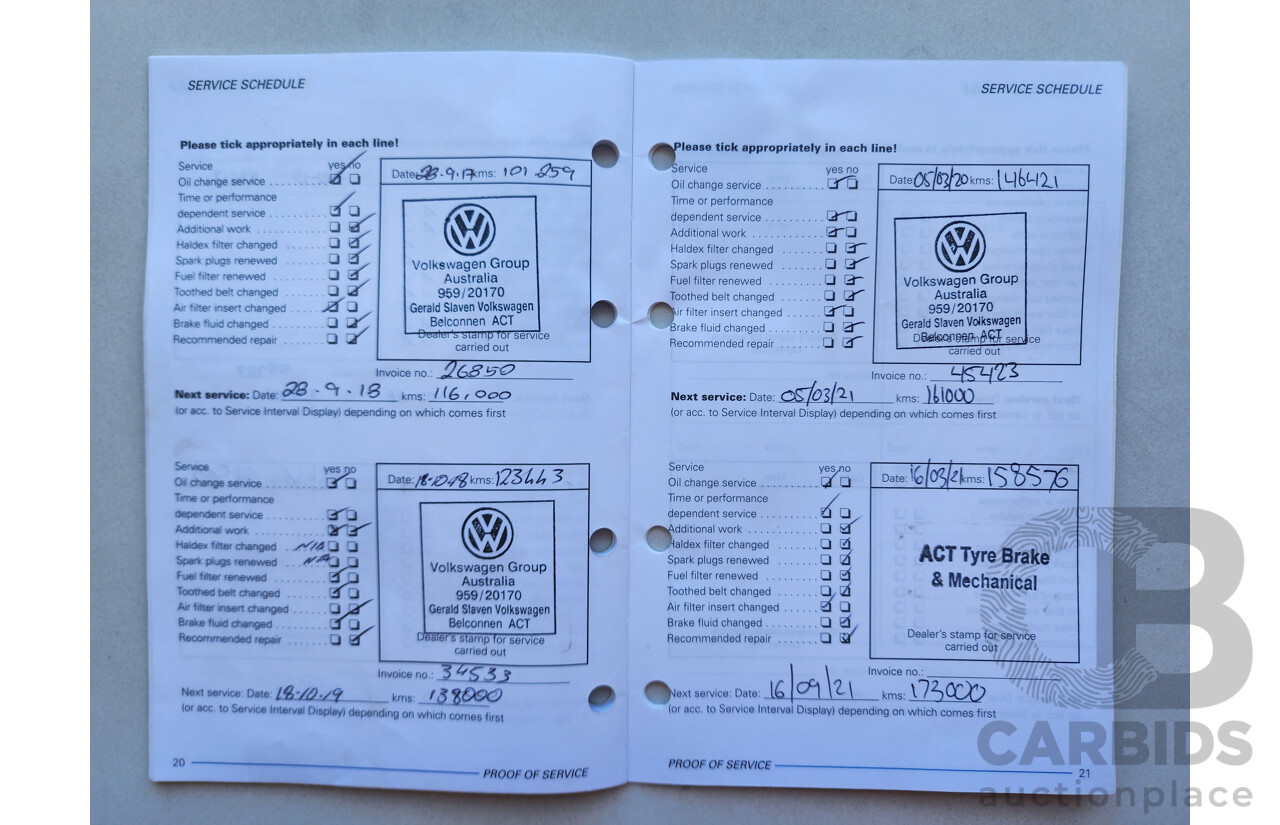 SERVICE SCHEDULE
Please tick appropriately in each line!
Service yes no
Oil change service
Time or performance
dependent service
Additional work
Haldex filter changed
Spark plugs renewed
Fuel filter renewed
Toothed belt changed
Air filter insert changed
Brake fluid changed
Recommended repair
Date: 28.9.17 kms: 101 259
Volkswagen Group
Australia
959/20170
Gerald Slaven Volkswagen
Belconnen ACT
Dealer's stamp for service
carried out
Invoice no.: 26850
Next service: Date: 28.9.18 kms: 116,000
(or acc. to Service Interval Display) depending on which comes first
Service yes no
Oil change service
Time or performance
dependent service
Additional work
Haldex filter changed N/A
Spark plugs renewed N/A
Fuel filter renewed
Toothed belt changed
Air filter insert changed
Brake fluid changed
Recommended repair
Date: 18-10-18 kms: 123443
Volkswagen Group
Australia
959/20170
Gerald Slaven Volkswagen
Belconnen ACT
Dealer's stamp for service
carried out
Invoice no.: 34533
Next service: Date: 18-10-19 kms: 138000
(or acc. to Service Interval Display) depending on which comes first
20 PROOF OF SERVICE
SERVICE SCHEDULE
Please tick appropriately in each line!
Service yes no
Oil change service
Time or performance
dependent service
Additional work
Haldex filter changed
Spark plugs renewed
Fuel filter renewed
Toothed belt changed
Air filter insert changed
Brake fluid changed
Recommended repair
Date: 05/03/20 kms: 146421
Volkswagen Group
Australia
959/20170
Gerald Slaven Volkswagen
Belconnen ACT
Dealer's stamp for service
carried out
Invoice no.: 45423
Next service: Date: 05/03/21 kms: 161000
(or acc. to Service Interval Display) depending on which comes first
Service yes no
Oil change service
Time or performance
dependent service
Additional work
Haldex filter changed
Spark plugs renewed
Fuel filter renewed
Toothed belt changed
Air filter insert changed
Brake fluid changed
Recommended repair
Date: 16/03/21 kms: 158576
ACT Tyre Brake
& Mechanical
Dealer's stamp for service
carried out
Invoice no.:
Next service: Date: 16/09/21 kms: 173000
(or acc. to Service Interval Display) depending on which comes first
PROOF OF SERVICE 21
CARBIDS
auctionplace